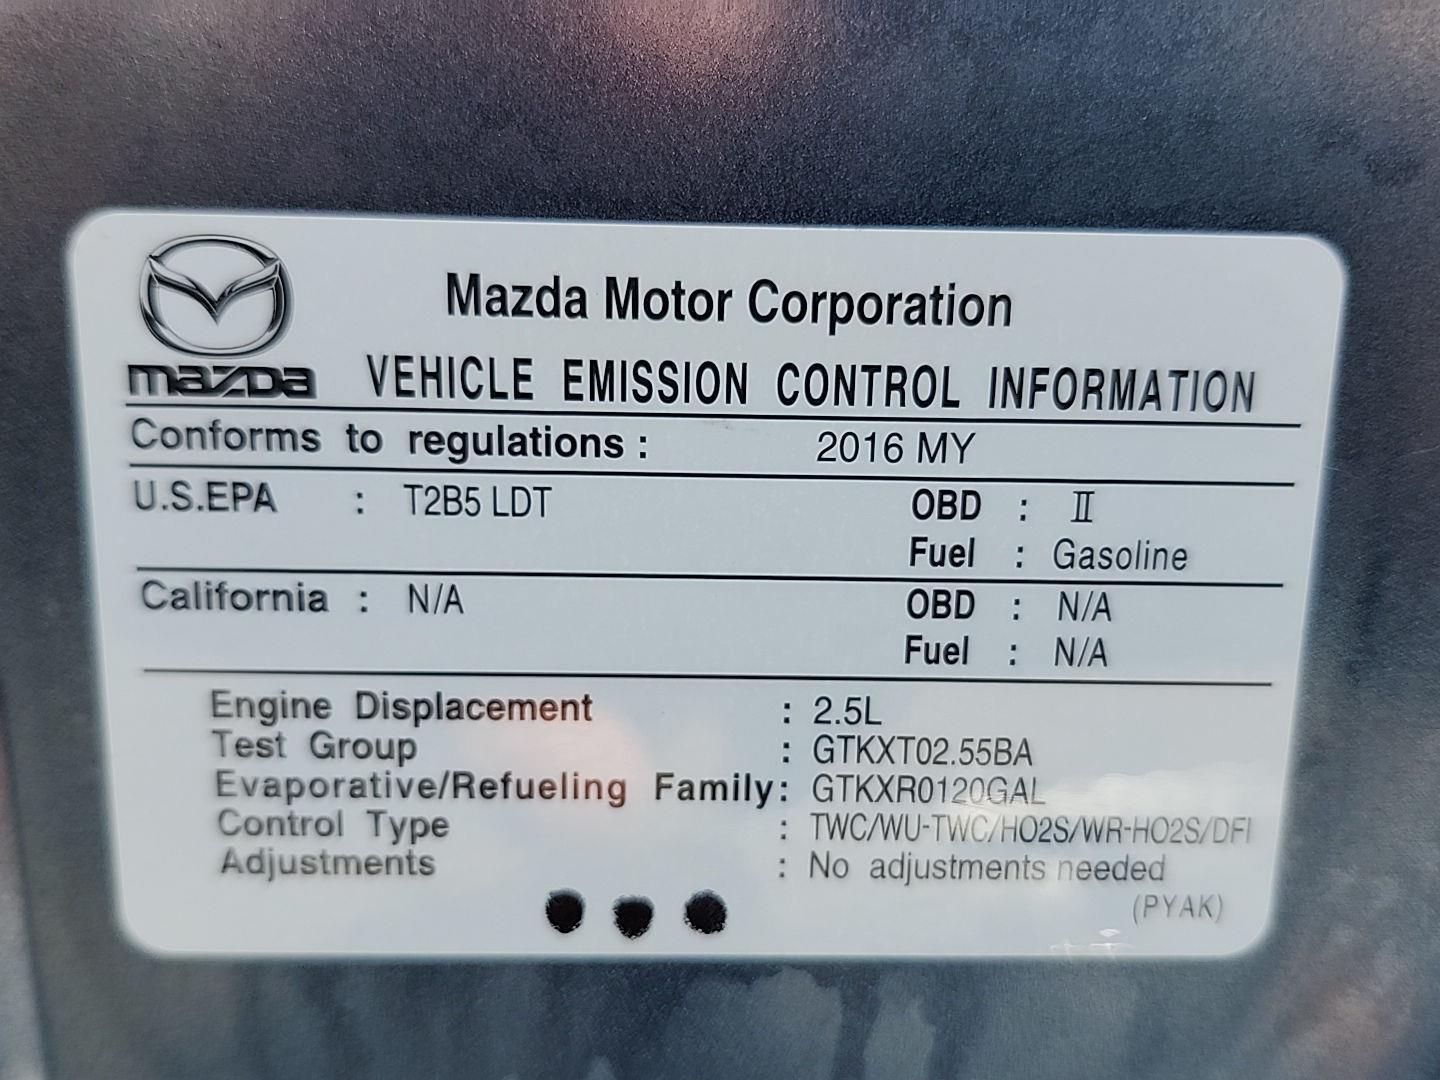 Mazda Motor Corporation
mazda VEHICLE EMISSION CONTROL INFORMATION
Conforms to regulations : 2016 MY
U.S.EPA : T2B5 LDT OBD : II
Fuel : Gasoline
California : N/A OBD : N/A
Fuel : N/A
Engine Displacement : 2.5L
Test Group : GTKXT02.55BA
Evaporative/Refueling Family: GTKXR0120GAL
Control Type : TWC/WU-TWC/HO2S/WR-HO2S/DFI
Adjustments : No adjustments needed
(PYAK)